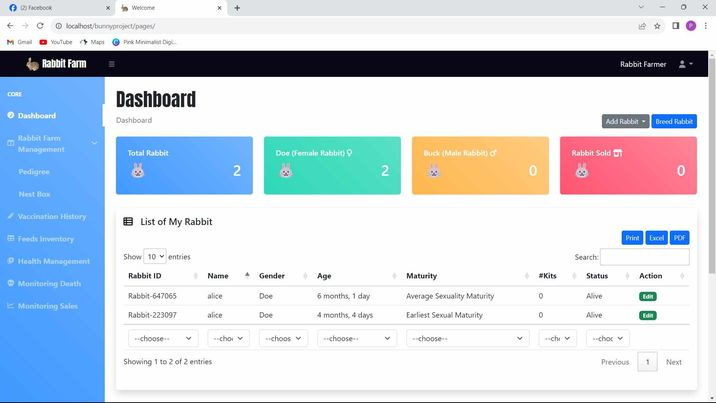 (2) Facebook
Welcome
localhost/bunnyproject/pages/
P
Gmail YouTube Maps Pink Minimalist Digi...
Rabbit Farm
Rabbit Farmer
CORE
Dashboard
Rabbit Farm
Management
Pedigree
Nest Box
Vaccination History
Feeds Inventory
Health Management
Monitoring Death
Monitoring Sales
Dashboard
Dashboard
Add Rabbit Breed Rabbit
Total Rabbit
2
Doe (Female Rabbit)
2
Buck (Male Rabbit)
0
Rabbit Sold
0
List of My Rabbit
Print Excel PDF
Show 10 entries
Search:
Rabbit ID Name Gender Age Maturity #Kits Status Action
Rabbit-647065 alice Doe 6 months, 1 day Average Sexuality Maturity 0 Alive Edit
Rabbit-223097 alice Doe 4 months, 4 days Earliest Sexual Maturity 0 Alive Edit
--choose-- --choo --choos --choose-- --choose-- --ch --choo
Showing 1 to 2 of 2 entries
Previous 1 Next